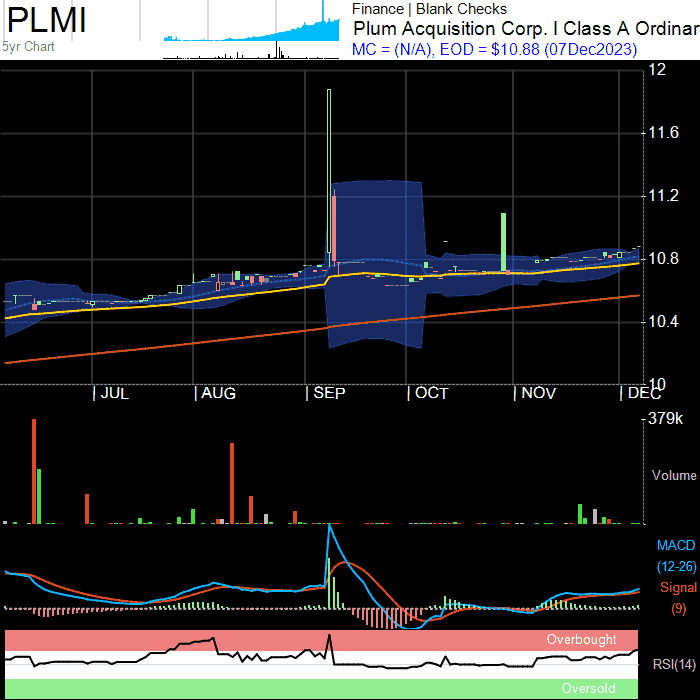 PLMI
5yr Chart
Finance | Blank Checks
Plum Acquisition Corp. I Class A Ordinar
MC = (N/A), EOD = $10.88 (07Dec2023)
12
11.6
11.2
10.8
10.4
10
| JUL | AUG | SEP | OCT | NOV | DEC
379k
Volume
MACD
(12-26)
Signal
(9)
Overbought
RSI(14)
Oversold